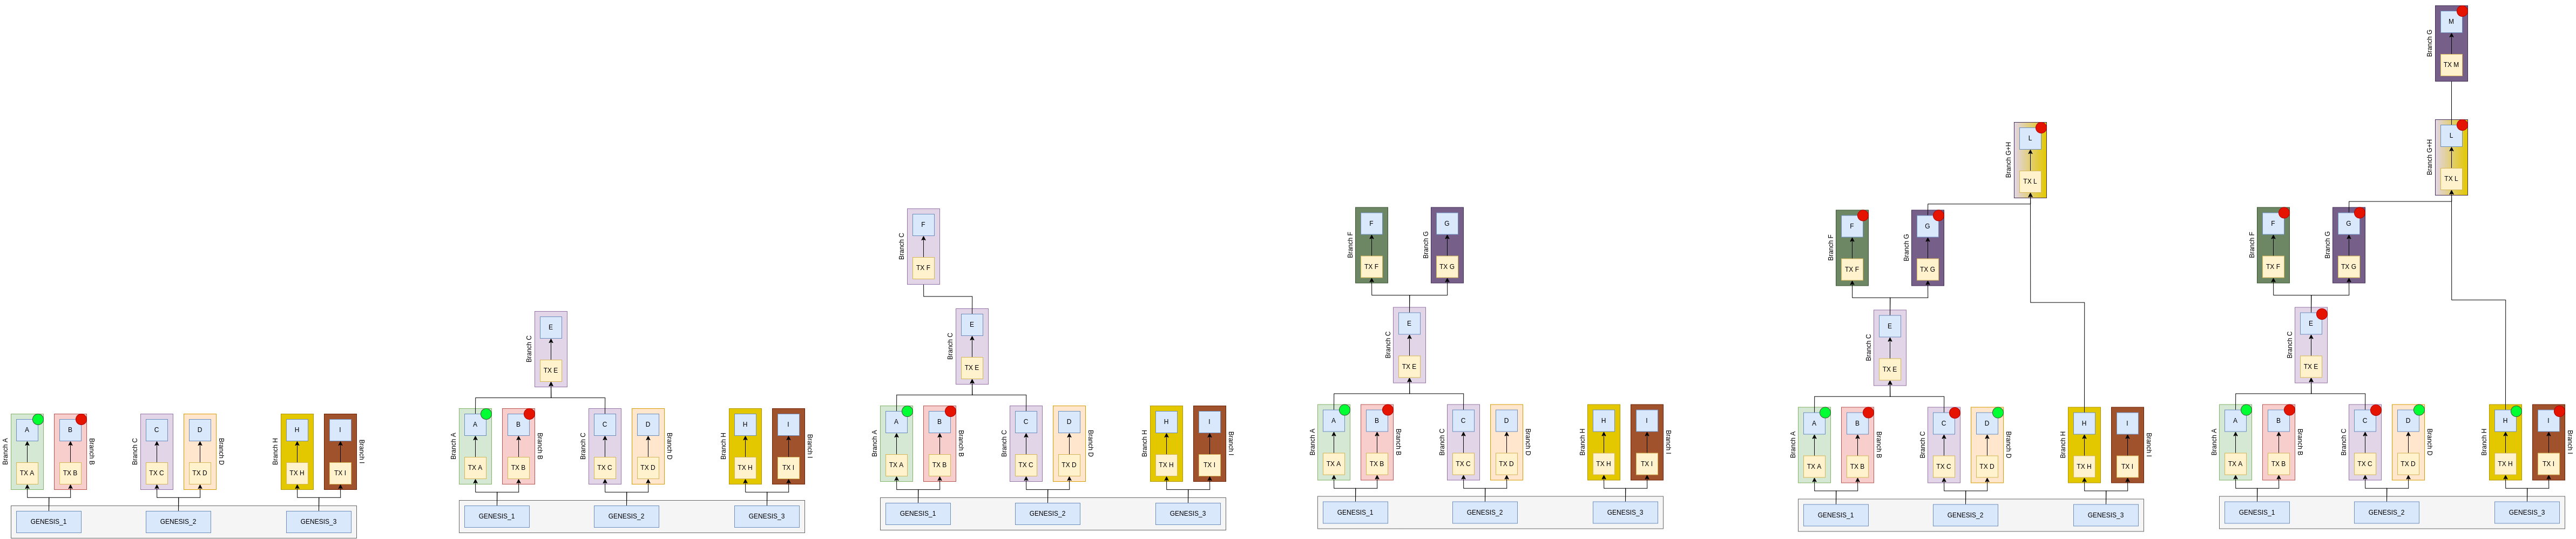 A
B
TX A
TX B
Branch A
Branch B
C
D
TX C
TX D
Branch C
Branch D
H
I
TX H
TX I
Branch H
Branch I
GENESIS_1
GENESIS_2
GENESIS_3
E
TX E
Branch C
A
B
TX A
TX B
Branch A
Branch B
C
D
TX C
TX D
Branch C
Branch D
H
I
TX H
TX I
Branch H
Branch I
GENESIS_1
GENESIS_2
GENESIS_3
F
TX F
Branch C
E
TX E
Branch C
A
B
TX A
TX B
Branch A
Branch B
C
D
TX C
TX D
Branch C
Branch D
H
I
TX H
TX I
Branch H
Branch I
GENESIS_1
GENESIS_2
GENESIS_3
F
TX F
Branch F
G
TX G
Branch G
E
TX E
Branch C
A
B
TX A
TX B
Branch A
Branch B
C
D
TX C
TX D
Branch C
Branch D
H
I
TX H
TX I
Branch H
Branch I
GENESIS_1
GENESIS_2
GENESIS_3
L
TX L
Branch G+H
F
TX F
Branch F
G
TX G
Branch G
E
TX E
Branch C
A
B
TX A
TX B
Branch A
Branch B
C
D
TX C
TX D
Branch C
Branch D
H
I
TX H
TX I
Branch H
Branch I
GENESIS_1
GENESIS_2
GENESIS_3
M
TX M
Branch G
L
TX L
Branch G+H
F
TX F
Branch F
G
TX G
Branch G
E
TX E
Branch C
A
B
TX A
TX B
Branch A
Branch B
C
D
TX C
TX D
Branch C
Branch D
H
I
TX H
TX I
Branch H
Branch I
GENESIS_1
GENESIS_2
GENESIS_3